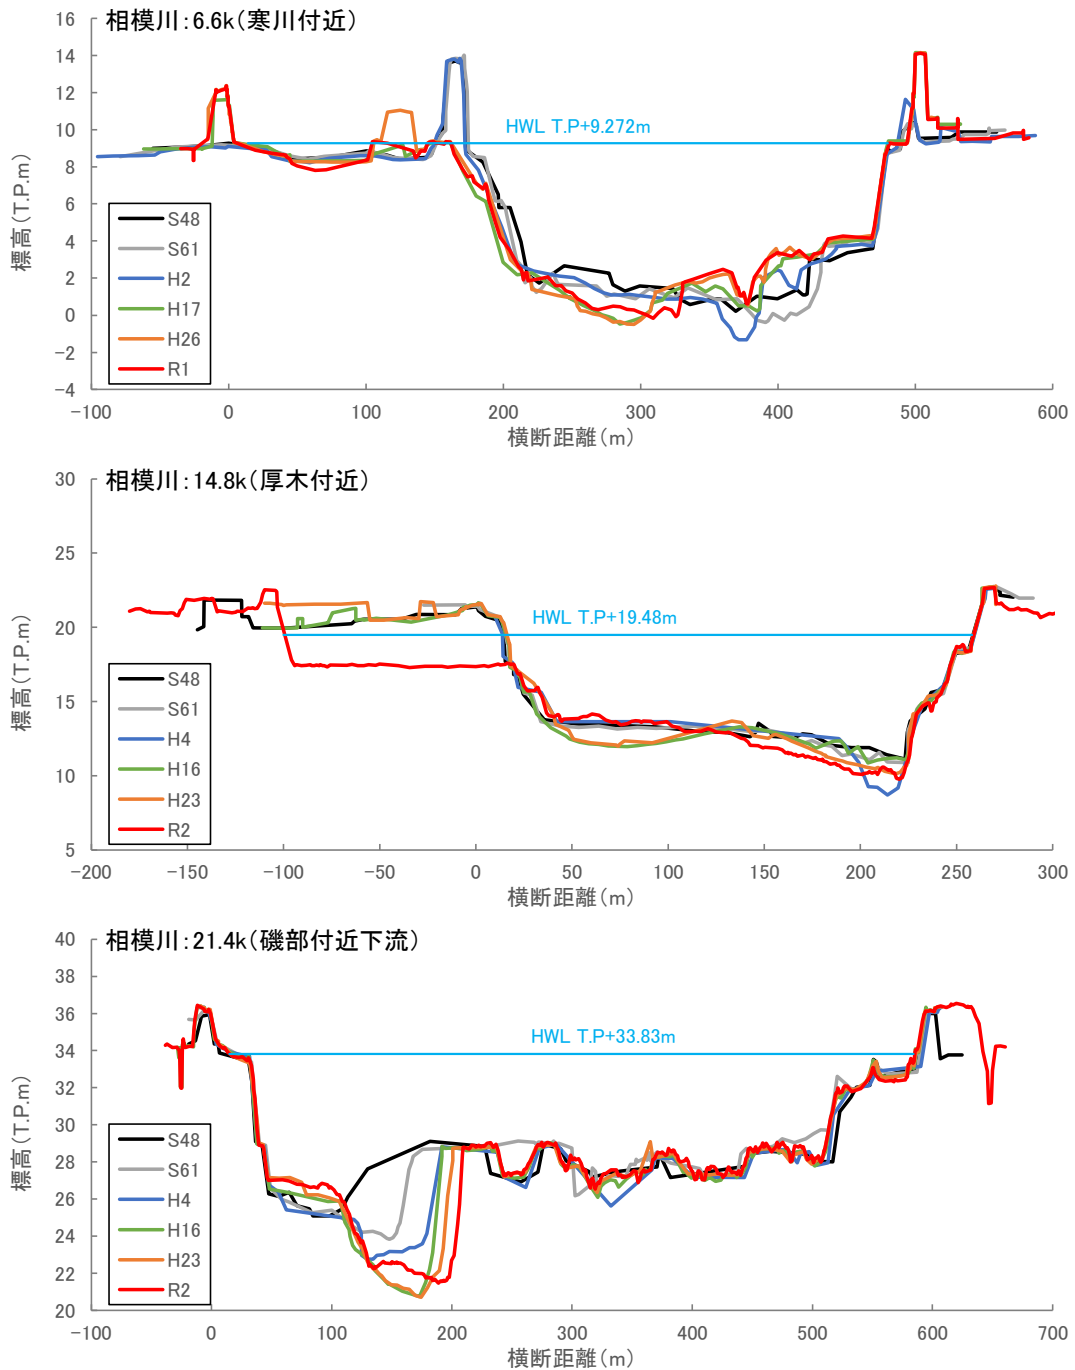 相模川:6.6k(寒川付近)
標高(T.P.m)
16
14
12
10
8
6
4
2
0
-2
-4
HWL T.P+9.272m
S48
S61
H2
H17
H26
R1
-100 0 100 200 300 400 500 600
横断距離(m)
相模川:14.8k(厚木付近)
標高(T.P.m)
30
25
20
15
10
5
HWL T.P+19.48m
S48
S61
H4
H16
H23
R2
-200 -150 -100 -50 0 50 100 150 200 250 300
横断距離(m)
相模川:21.4k(磯部付近下流)
標高(T.P.m)
40
38
36
34
32
30
28
26
24
22
20
HWL T.P+33.83m
S48
S61
H4
H16
H23
R2
-100 0 100 200 300 400 500 600 700
横断距離(m)